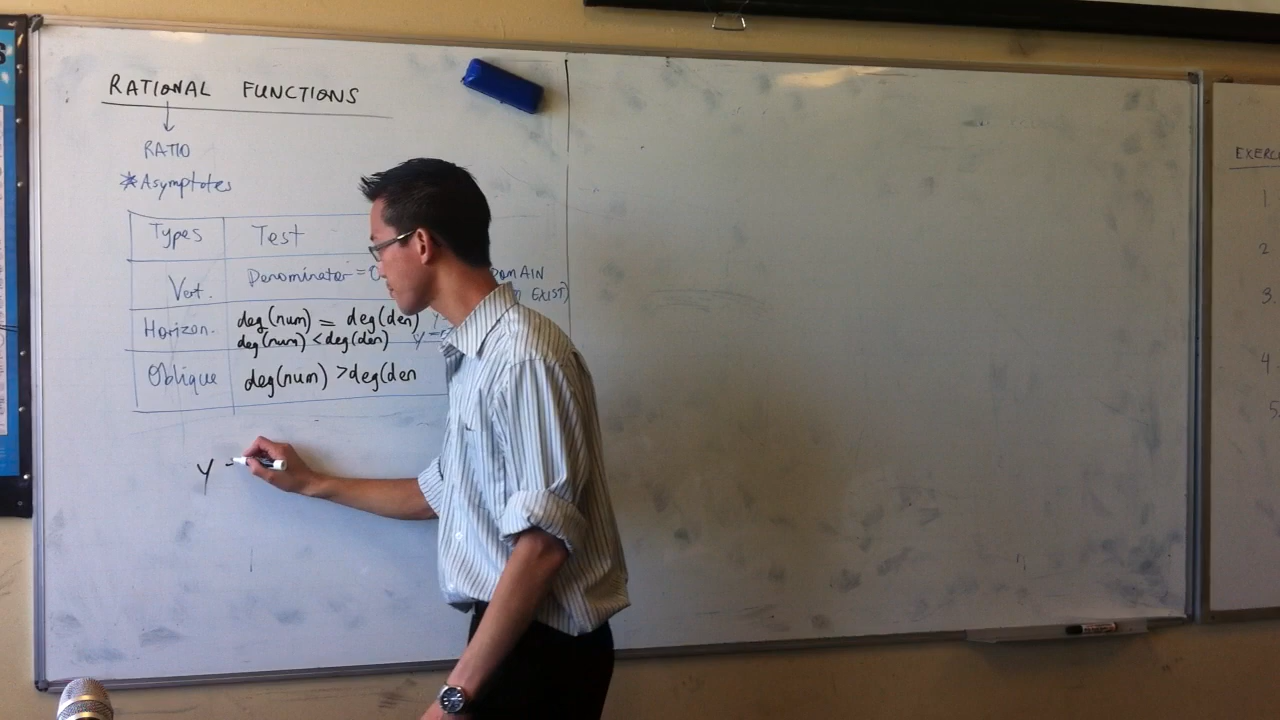 RATIONAL FUNCTIONS
RATIO
*Asymptotes
Types Test
Vert. Denominator = 0 DOMAIN
EXIST)
Horizon. deg(num) = deg(den)
deg(num) < deg(den) y =
Oblique deg(num) > deg(den
y =
1.
2.
3.
4.
5.